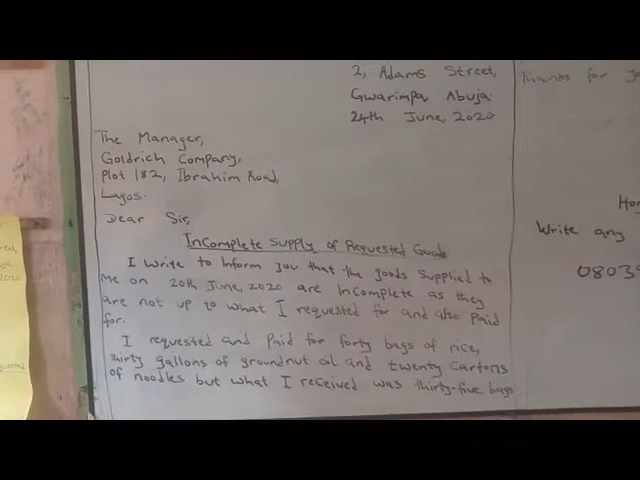 2, Adams Street,
Gwarimpa, Abuja
24th June, 2020
The Manager,
Goldrich Company,
Plot 182, Ibrahim Road,
Lagos.
Dear Sir,
Incomplete Supply of Requested Goods
I write to inform you that the goods supplied to
me on 20th June, 2020 are incomplete as they
are not up to what I requested for and also paid
for.
I requested and paid for forty bags of rice,
thirty gallons of groundnut oil and twenty cartons
of noodles but what I received was thirty-five bags
thanks for
Write any
0803